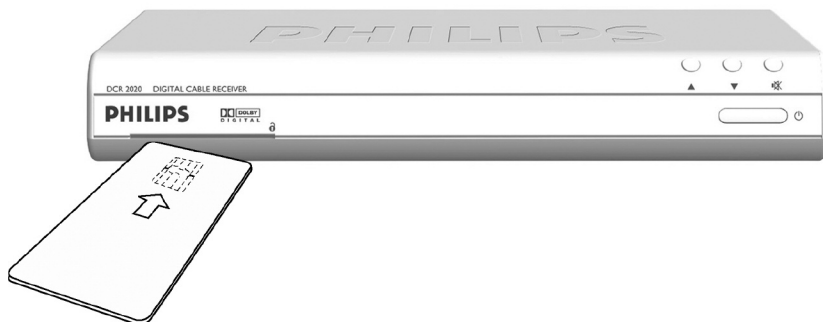 PHILIPS
DCR 2020 DIGITAL CABLE RECEIVER
PHILIPS
DOLBY
DIGITAL
a